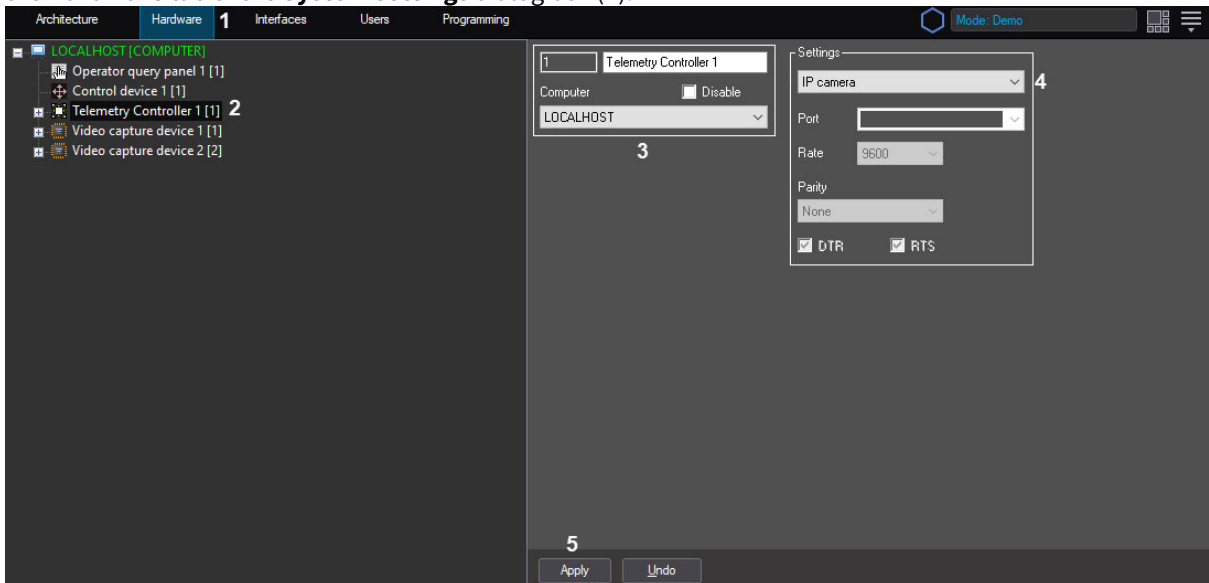 Architecture Hardware 1 Interfaces Users Programming Mode: Demo
LOCALHOST [COMPUTER]
Operator query panel 1 [1]
Control device 1 [1]
Telemetry Controller 1 [1] 2
Video capture device 1 [1]
Video capture device 2 [2]
1 Telemetry Controller 1
Computer Disable
LOCALHOST
3
Settings
IP camera 4
Port
Rate 9600
Parity
None
DTR RTS
5
Apply Undo